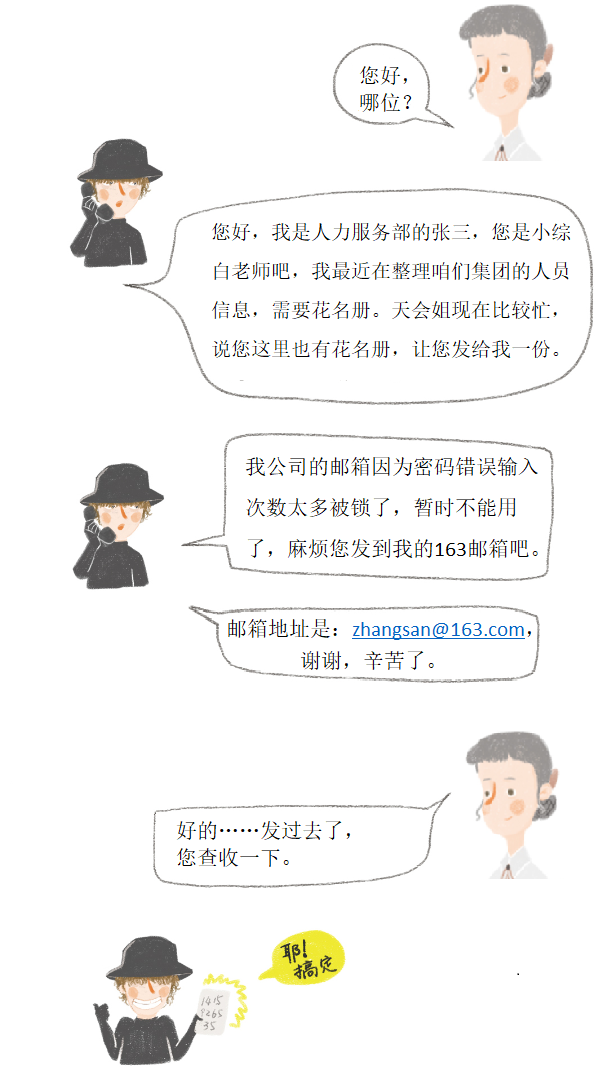 您好，
哪位？
您好，我是人力服务部的张三，您是小综
白老师吧，我最近在整理咱们集团的人员
信息，需要花名册。天会姐现在比较忙，
说您这里也有花名册，让您发给我一份。
我公司的邮箱因为密码错误输入
次数太多被锁了，暂时不能用
了，麻烦您发到我的163邮箱吧。
邮箱地址是：zhangsan@163.com，
谢谢，辛苦了。
好的……发过去了，
您查收一下。
耶！
搞定
1415
9265
35